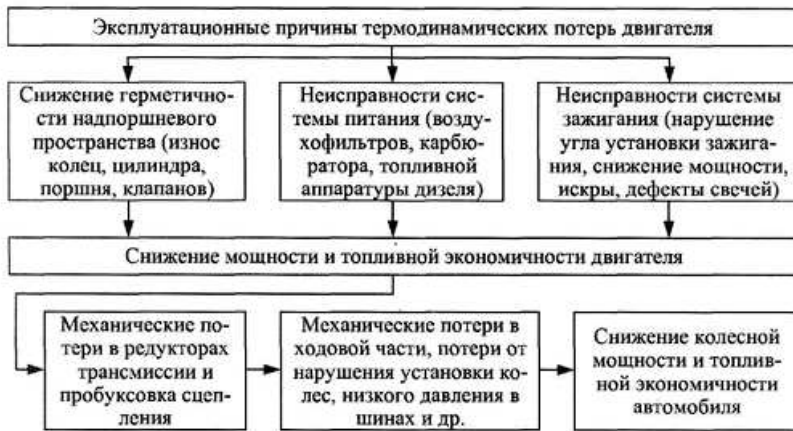 Эксплуатационные причины термодинамических потерь двигателя
Снижение герметично-
сти надпоршневого
пространства (износ
колец, цилиндра,
поршня, клапанов)
Неисправности сис-
темы питания (возду-
хофильтров, карбю-
ратора, топливной
аппаратуры дизеля)
Неисправности системы
зажигания (нарушение
угла установки зажига-
ния, снижение мощности,
искры, дефекты свечей)
Снижение мощности и топливной экономичности двигателя
Механические по-
тери в редукторах
трансмиссии и
пробуксовка сцеп-
ления
Механические потери в
ходовой части, потери от
нарушения установки ко-
лес, низкого давления в
шинах и др.
Снижение колесной
мощности и топлив-
ной экономичности
автомобиля